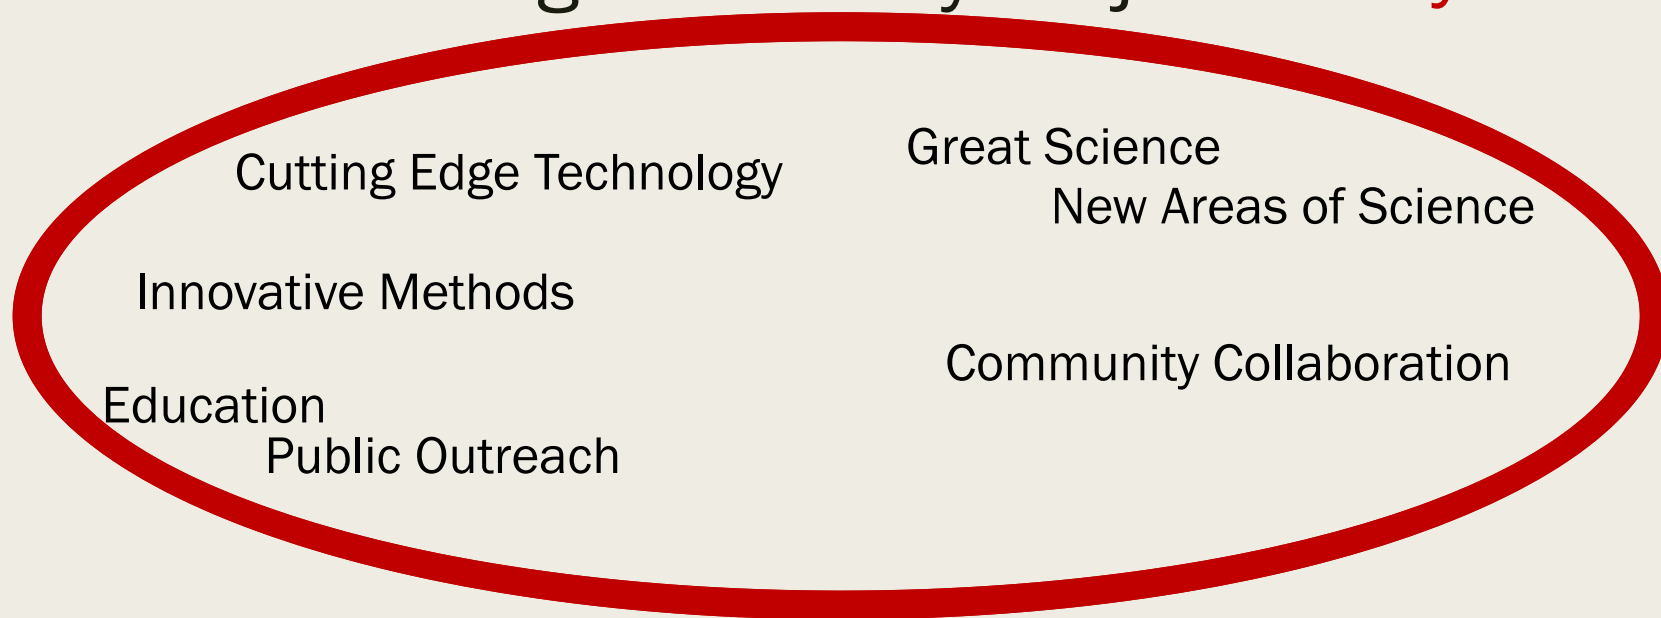 Cutting Edge Technology
Great Science
New Areas of Science
Innovative Methods
Community Collaboration
Education
Public Outreach